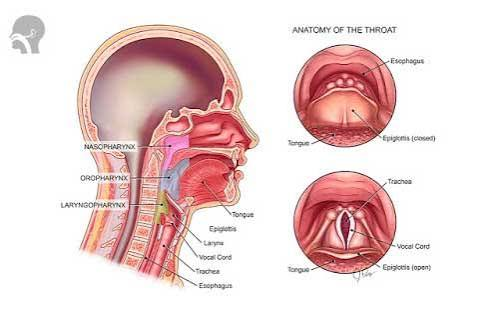 ANATOMY OF THE THROAT
NASOPHARYNX
OROPHARYNX
LARYNGOPHARYNX
Tongue
Epiglottis
Larynx
Vocal Cord
Trachea
Esophagus
Esophagus
Tongue
Epiglottis (closed)
Trachea
Vocal Cord
Tongue
Epiglottis (open)